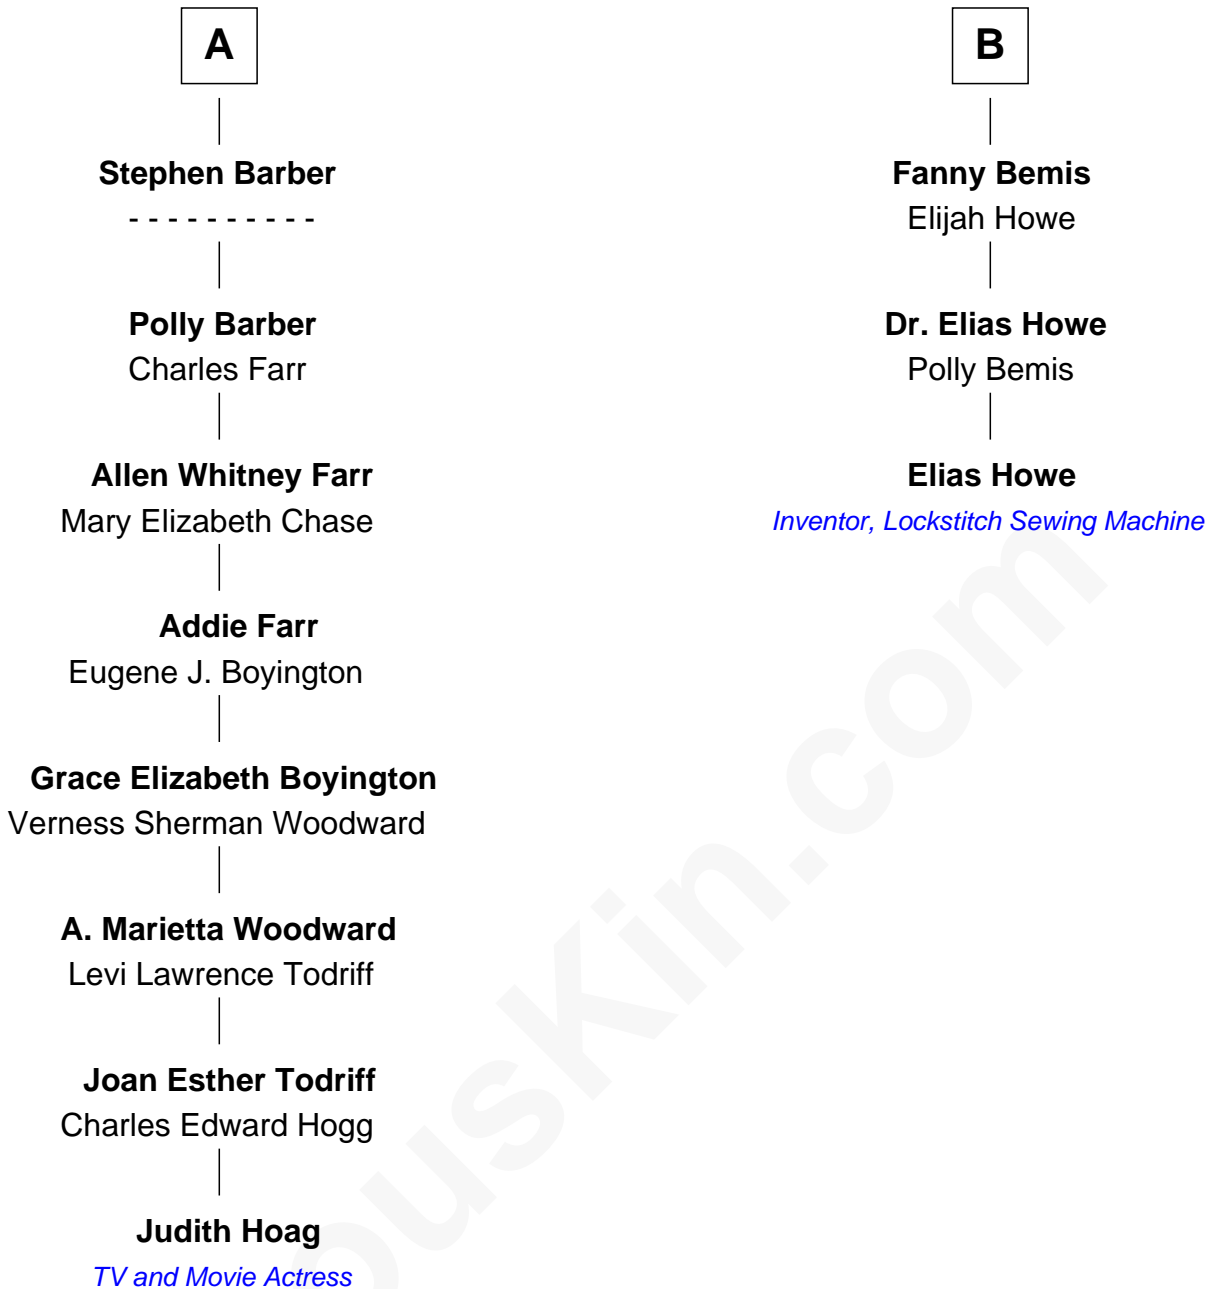 A
Stephen Barber
- - - - - - - - - -
Polly Barber
Charles Farr
Allen Whitney Farr
Mary Elizabeth Chase
Addie Farr
Eugene J. Boyington
Grace Elizabeth Boyington
Verness Sherman Woodward
A. Marietta Woodward
Levi Lawrence Todriff
Joan Esther Todriff
Charles Edward Hogg
Judith Hoag
TV and Movie Actress
B
Fanny Bemis
Elijah Howe
Dr. Elias Howe
Polly Bemis
Elias Howe
Inventor, Lockstitch Sewing Machine
ousKin.com